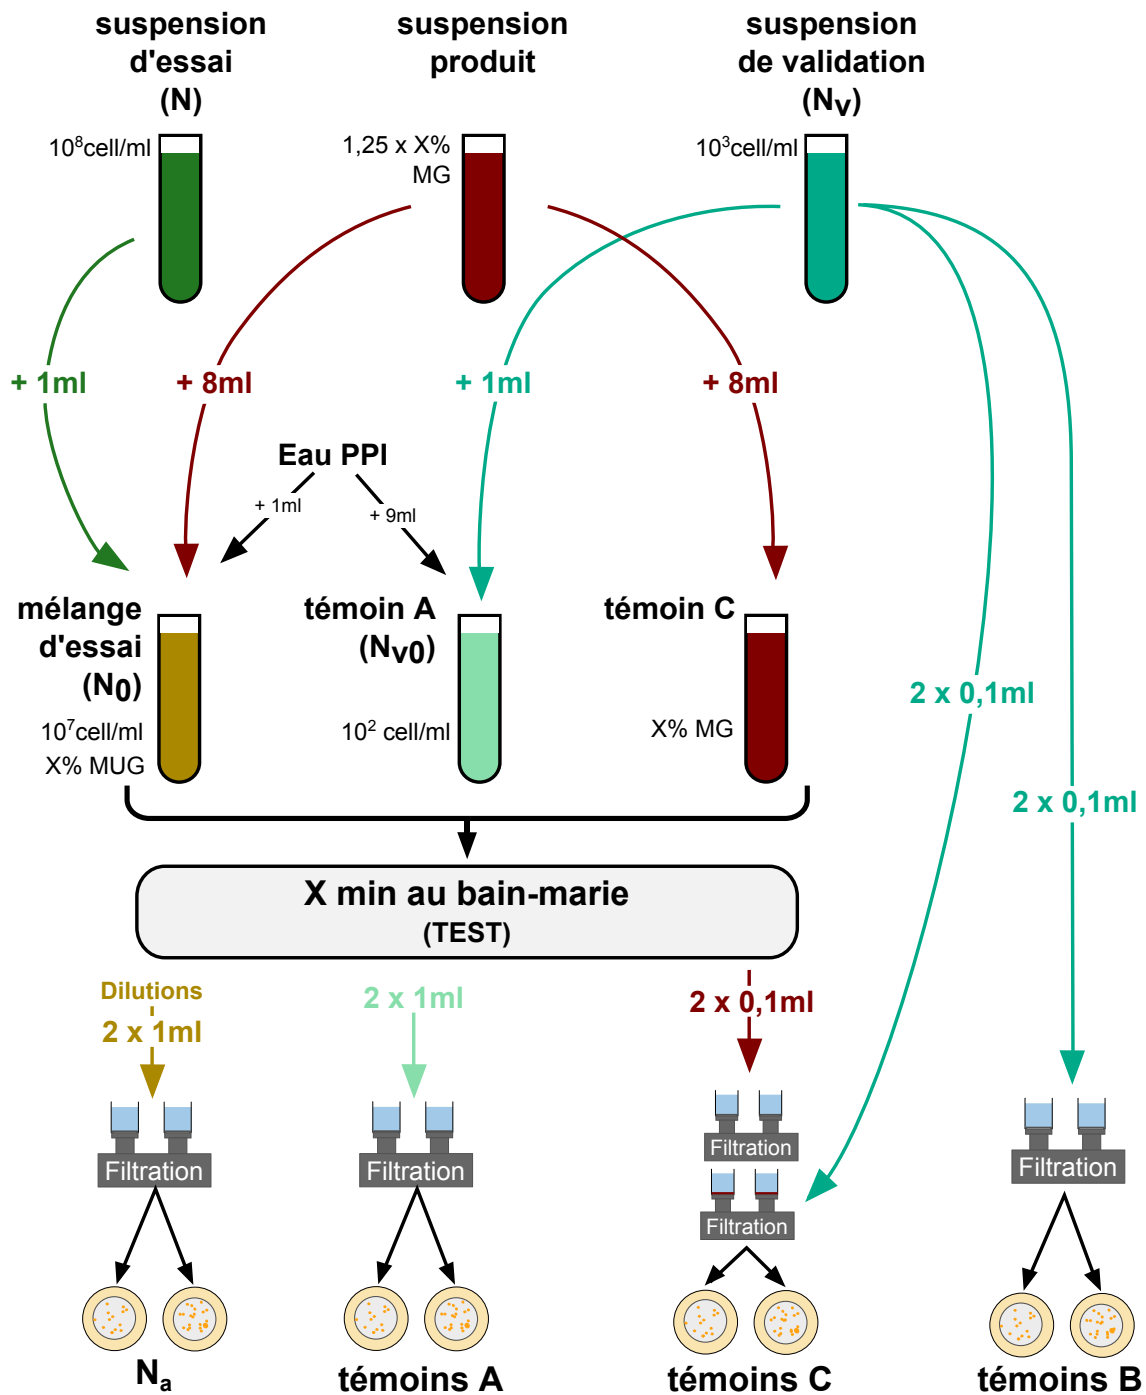 suspension
d'essai
(N)
suspension
produit
suspension
de validation
(Nv)
10⁸cell/ml
1,25 x X%
MG
10³cell/ml
+ 1ml
+ 8ml
+ 1ml
+ 8ml
Eau PPI
+ 1ml
+ 9ml
mélange
d'essai
(N0)
10⁷cell/ml
X% MUG
témoin A
(Nv0)
10² cell/ml
témoin C
X% MG
2 x 0,1ml
2 x 0,1ml
X min au bain-marie
(TEST)
Dilutions
2 x 1ml
2 x 1ml
2 x 0,1ml
Filtration
Filtration
Filtration
Filtration
Filtration
Na
témoins A
témoins C
témoins B